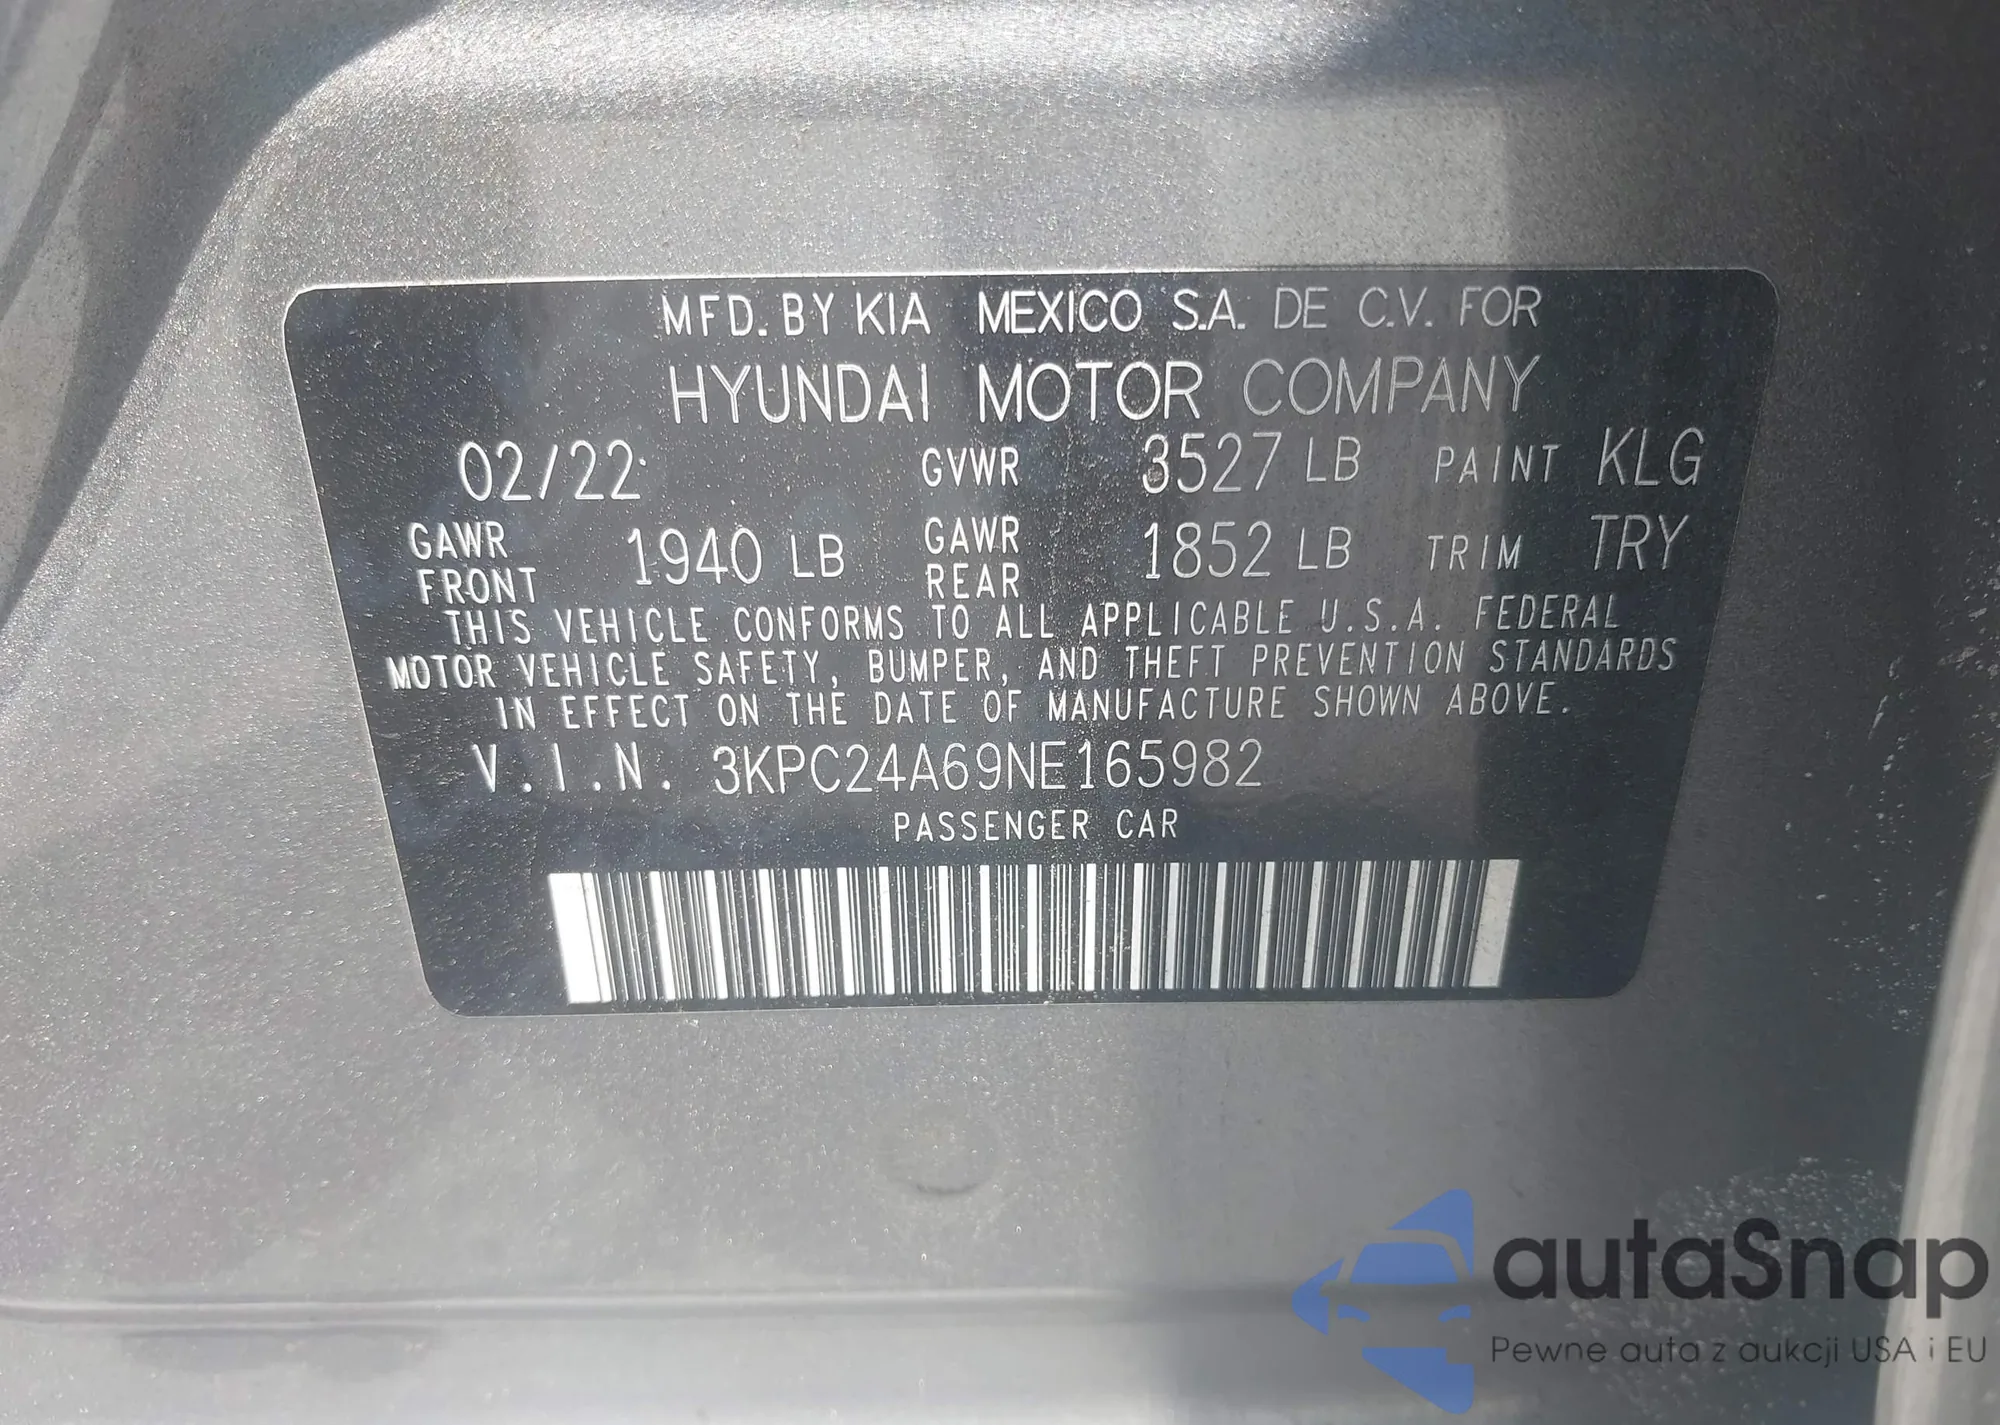 MFD. BY KIA MEXICO S.A. DE C.V. FOR
HYUNDAI MOTOR COMPANY
02/22 GVWR 3527 LB PAINT KLG
GAWR FRONT 1940 LB GAWR REAR 1852 LB TRIM TRY
THIS VEHICLE CONFORMS TO ALL APPLICABLE U.S.A. FEDERAL
MOTOR VEHICLE SAFETY, BUMPER, AND THEFT PREVENTION STANDARDS
IN EFFECT ON THE DATE OF MANUFACTURE SHOWN ABOVE.
V.I.N. 3KPC24A69NE165982
PASSENGER CAR
autaSnap
Pewne auta z aukcji USA i EU